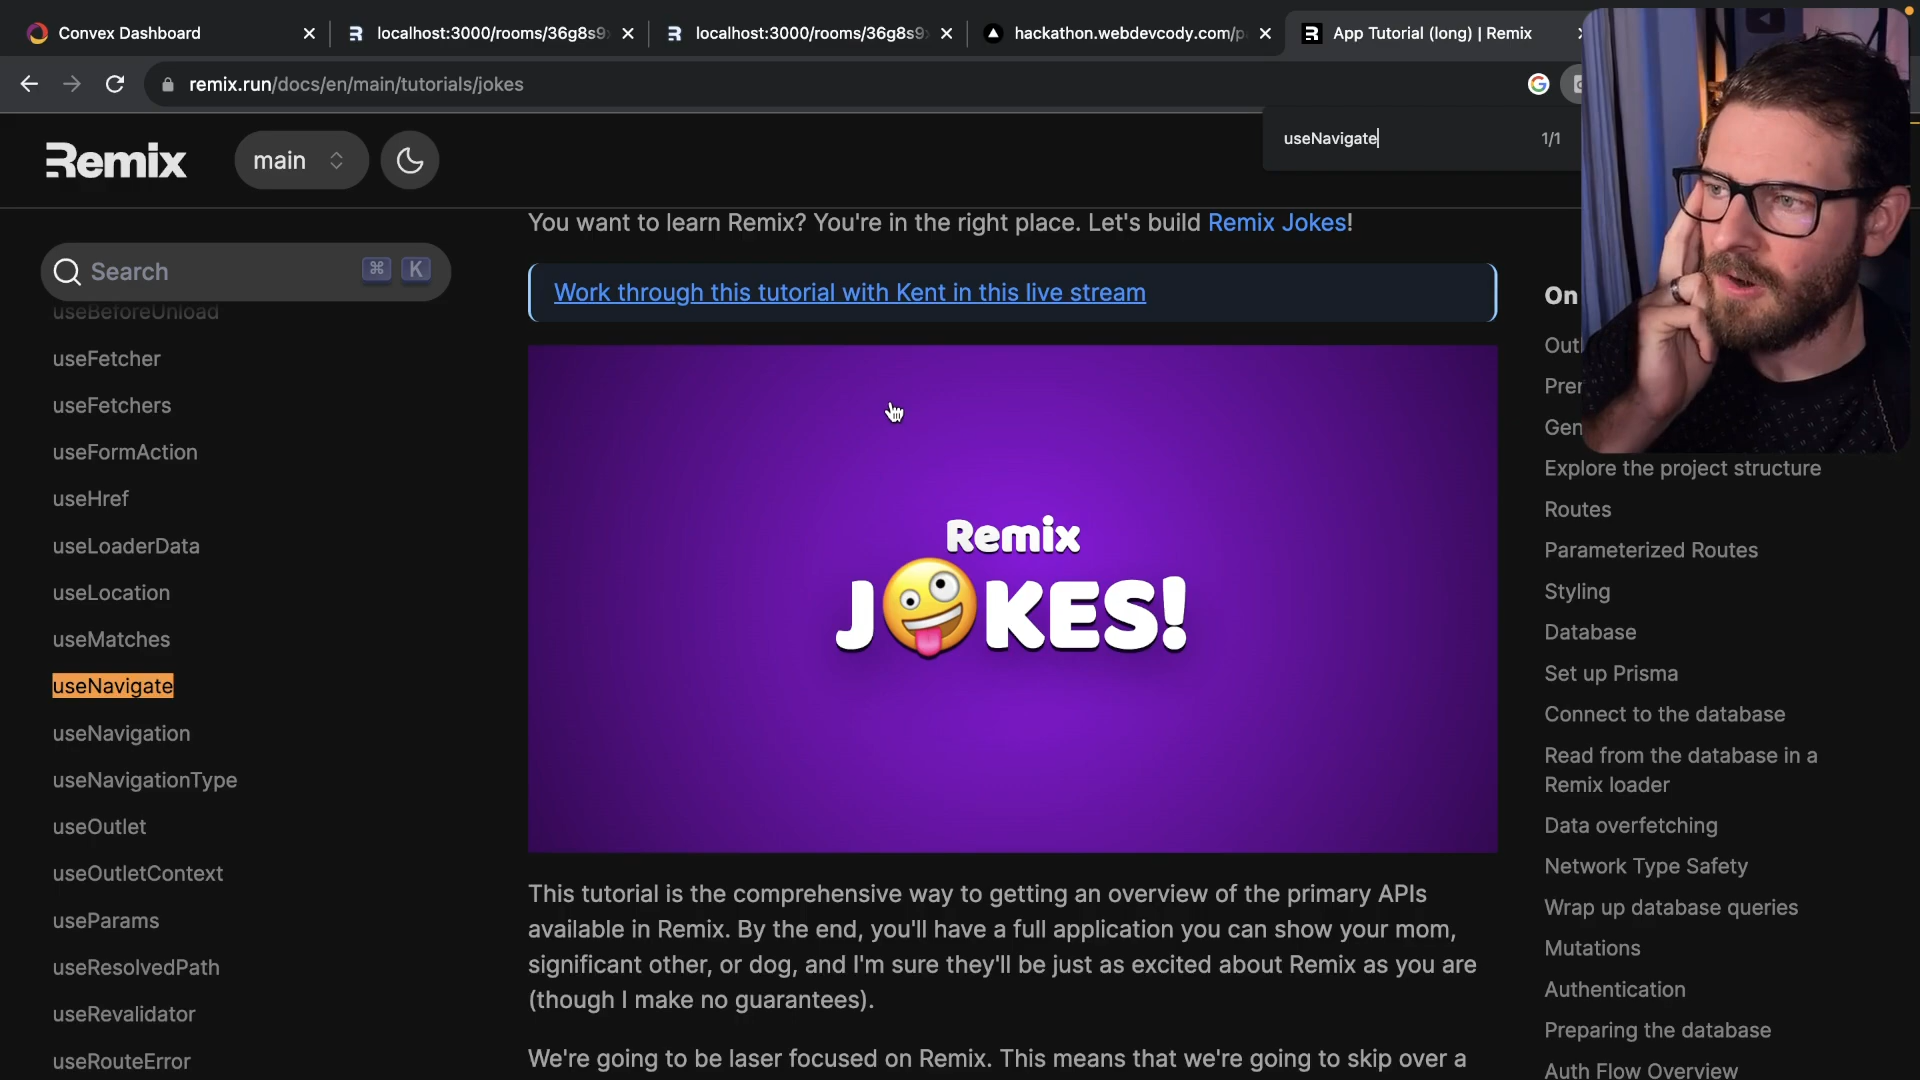 Convex Dashboard
localhost:3000/rooms/36g8s9
localhost:3000/rooms/36g8s9
hackathon.webdevcody.com/p
App Tutorial (long) | Remix
remix.run/docs/en/main/tutorials/jokes
useNavigate
1/1
Remix
main
Search
⌘ K
useBeforeUnload
useFetcher
useFetchers
useFormAction
useHref
useLoaderData
useLocation
useMatches
useNavigate
useNavigation
useNavigationType
useOutlet
useOutletContext
useParams
useResolvedPath
useRevalidator
useRouteError
You want to learn Remix? You're in the right place. Let's build Remix Jokes!
Work through this tutorial with Kent in this live stream
Remix
J🤪KES!
This tutorial is the comprehensive way to getting an overview of the primary APIs
available in Remix. By the end, you'll have a full application you can show your mom,
significant other, or dog, and I'm sure they'll be just as excited about Remix as you are
(though I make no guarantees).
We're going to be laser focused on Remix. This means that we're going to skip over a
On
Out
Prer
Gen
Explore the project structure
Routes
Parameterized Routes
Styling
Database
Set up Prisma
Connect to the database
Read from the database in a
Remix loader
Data overfetching
Network Type Safety
Wrap up database queries
Mutations
Authentication
Preparing the database
Auth Flow Overview